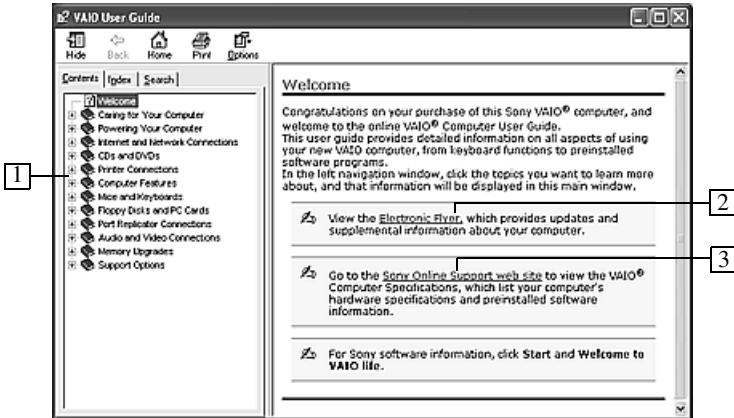 VAIO User Guide
Hide Back Home Print Options
Contents Index Search
Welcome
Caring for Your Computer
Powering Your Computer
Internet and Network Connections
CDs and DVDs
Printer Connections
Computer Features
Mice and Keyboards
Floppy Disks and PC Cards
Port Replicator Connections
Audio and Video Connections
Memory Upgrades
Support Options
1
Welcome
Congratulations on your purchase of this Sony VAIO® computer, and
welcome to the online VAIO® Computer User Guide.
This user guide provides detailed information on all aspects of using
your new VAIO computer, from keyboard functions to preinstalled
software programs.
In the left navigation window, click the topics you want to learn more
about, and that information will be displayed in this main window.
View the Electronic Flyer, which provides updates and
supplemental information about your computer.
2
Go to the Sony Online Support web site to view the VAIO®
Computer Specifications, which list your computer's
hardware specifications and preinstalled software
information.
3
For Sony software information, click Start and Welcome to
VAIO life.